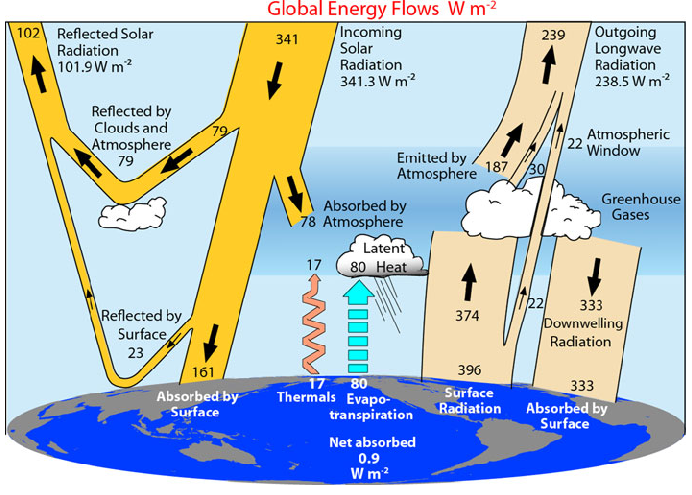 Global Energy Flows W m-2
102
Reflected Solar
Radiation
101.9 W m-2
341
Incoming
Solar
Radiation
341.3 W m-2
239
Outgoing
Longwave
Radiation
238.5 W m-2
Reflected by
Clouds and
Atmosphere
79
79
Emitted by
Atmosphere
187
30
22
Atmospheric
Window
Greenhouse
Gases
78
Absorbed by
Atmosphere
Latent
Heat
17
80
Reflected by
Surface
23
374
22
333
Downwelling
Radiation
161
Absorbed by
Surface
17
Thermals
80
Evapo-
transpiration
396
Surface
Radiation
333
Absorbed by
Surface
Net absorbed
0.9
W m-2